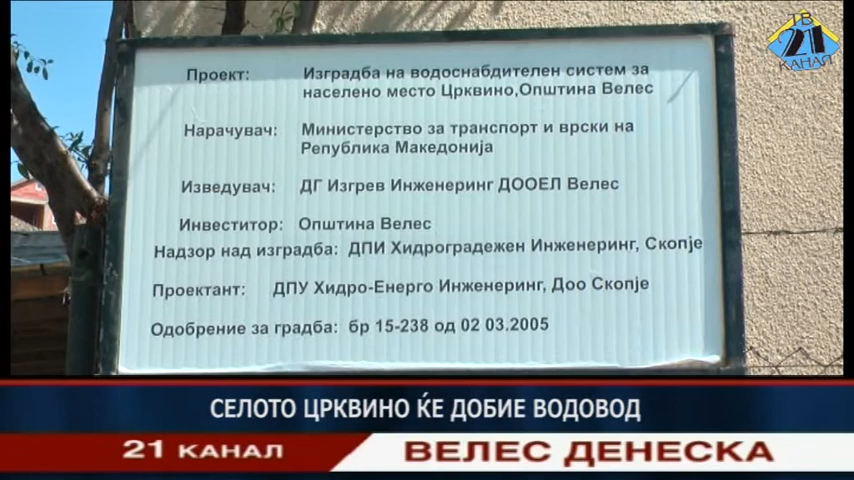 ТВ
21
КАНАЛ
Проект: Изградба на водоснабдителен систем за
населено место Црквино,Општина Велес
Нарачувач: Министерство за транспорт и врски на
Република Македонија
Изведувач: ДГ Изгрев Инженеринг ДООЕЛ Велес
Инвеститор: Општина Велес
Надзор над изградба: ДПИ Хидроградежен Инженеринг, Скопје
Проектант: ДПУ Хидро-Енерго Инженеринг, Доо Скопје
Одобрение за градба: бр 15-238 од 02 03.2005
СЕЛОТО ЦРКВИНО ЌЕ ДОБИЕ ВОДОВОД
21 КАНАЛ ВЕЛЕС ДЕНЕСКА